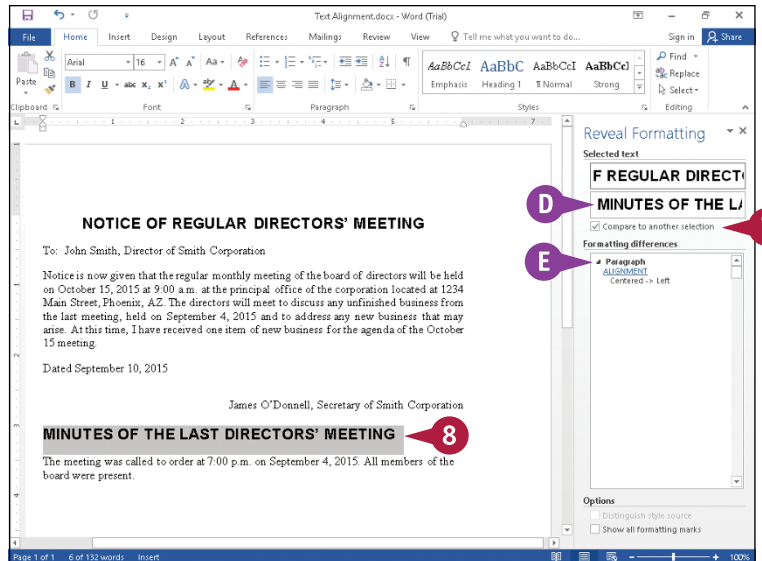 Text Alignment.docx - Word (Trial)
File Home Insert Design Layout References Mailings Review View Tell me what you want to do... Sign in Share
Paste
Arial 16 A A Aa
B I U abc x₂ x² A A
AaBbCcI AaBbC AaBbCcI AaBbCcl
Emphasis Heading 1 ¶ Normal Strong
Find
Replace
Select
Clipboard Font Paragraph Styles Editing
1 2 3 4 5 7
NOTICE OF REGULAR DIRECTORS' MEETING
To: John Smith, Director of Smith Corporation
Notice is now given that the regular monthly meeting of the board of directors will be held
on October 15, 2015 at 9:00 a.m. at the principal office of the corporation located at 1234
Main Street, Phoenix, AZ. The directors will meet to discuss any unfinished business from
the last meeting, held on September 4, 2015 and to address any new business that may
arise. At this time, I have received one item of new business for the agenda of the October
15 meeting.
Dated September 10, 2015
James O'Donnell, Secretary of Smith Corporation
MINUTES OF THE LAST DIRECTORS' MEETING
8
The meeting was called to order at 7:00 p.m. on September 4, 2015. All members of the
board were present.
Reveal Formatting
Selected text
F REGULAR DIRECT
D
MINUTES OF THE LA
Compare to another selection
Formatting differences
E
Paragraph
ALIGNMENT
Centered -> Left
Options
Distinguish style source
Show all formatting marks
Page 1 of 1 6 of 132 words Insert 100%